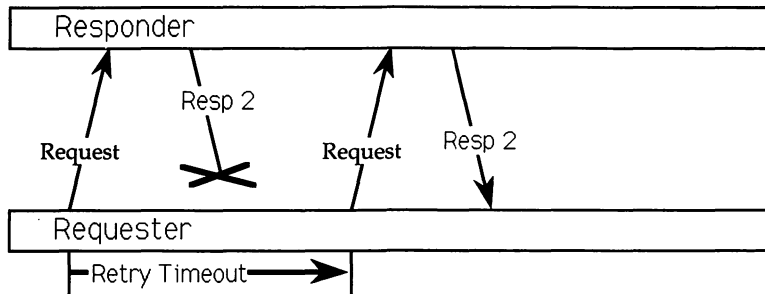 Responder
Resp 2
Request
Request
Resp 2
Requester
Retry Timeout